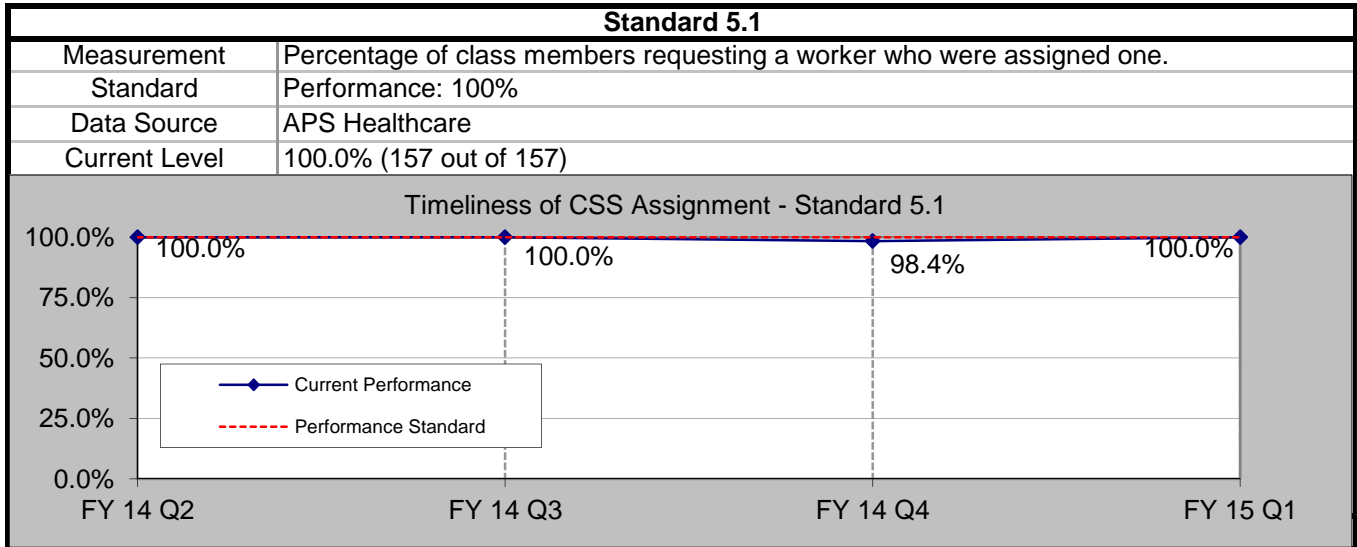 Standard 5.1
Measurement Percentage of class members requesting a worker who were assigned one.
Standard Performance: 100%
Data Source APS Healthcare
Current Level 100.0% (157 out of 157)
Timeliness of CSS Assignment - Standard 5.1
100.0%
100.0%
100.0%
98.4%
100.0%
75.0%
50.0%
Current Performance
Performance Standard
25.0%
0.0%
FY 14 Q2 FY 14 Q3 FY 14 Q4 FY 15 Q1